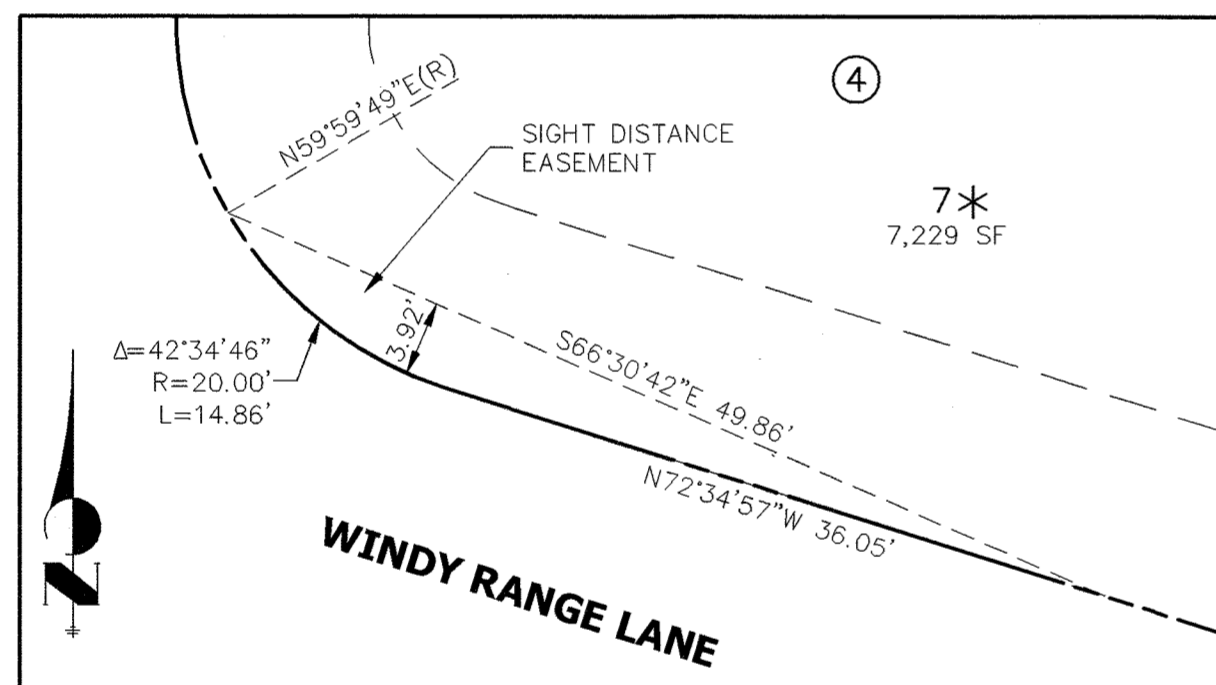 4
N59°59'49"E(R)
SIGHT DISTANCE
EASEMENT
7*
7,229 SF
3.92'
Δ=42°34'46"
R=20.00'
L=14.86'
S66°30'42"E 49.86'
N72°34'57"W 36.05'
WINDY RANGE LANE
N